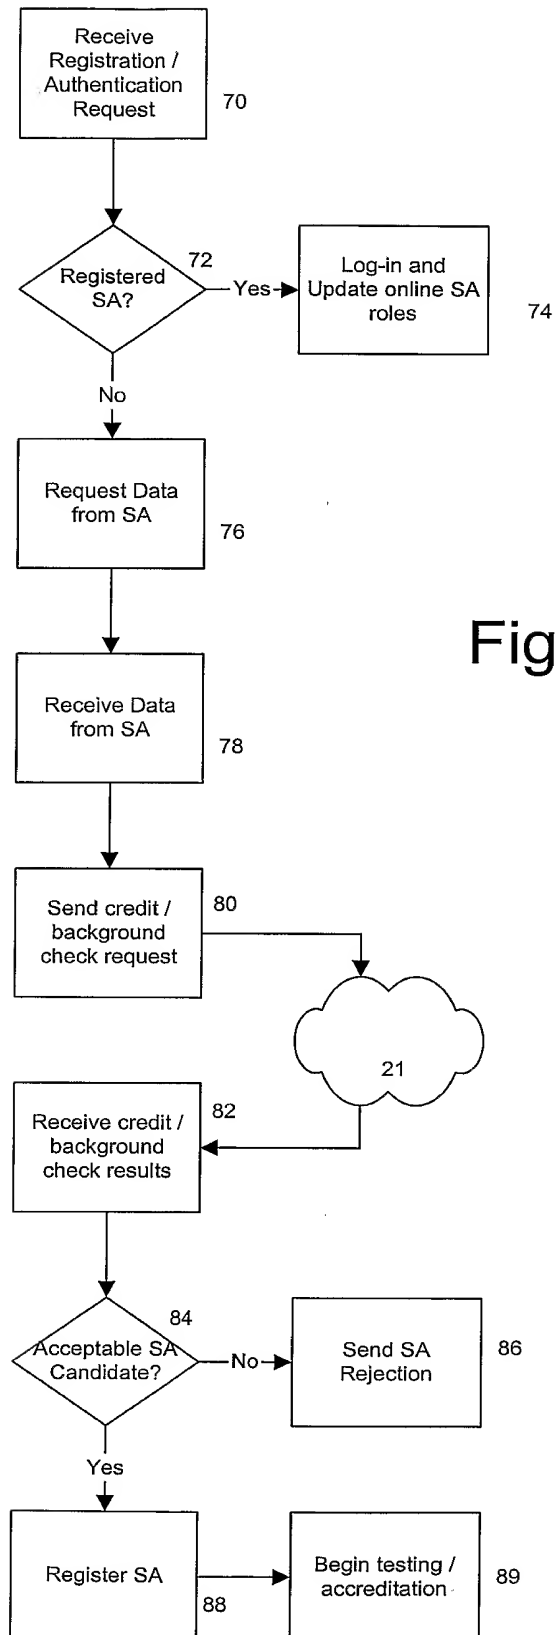 Receive
Registration /
Authentication
Request
70
Registered
SA?
72
Yes
Log-in and
Update online SA
roles
74
No
Request Data
from SA
76
Fig
Receive Data
from SA
78
Send credit /
background
check request
80
21
Receive credit /
background
check results
82
Acceptable SA
Candidate?
84
No
Send SA
Rejection
86
Yes
Register SA
88
Begin testing /
accreditation
89